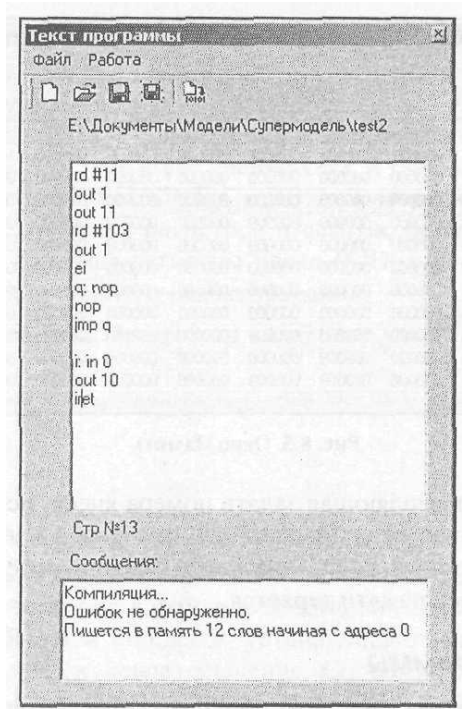 Текст программы
Файл Работа
E:\Документы\Модели\Супермодель\test2
rd #11
out 1
out 11
rd #103
out 1
ei
q: nop
nop
jmp q
i: in 0
out 10
iret
Стр №13
Сообщения:
Компиляция...
Ошибок не обнаруженно.
Пишется в память 12 слов начиная с адреса 0